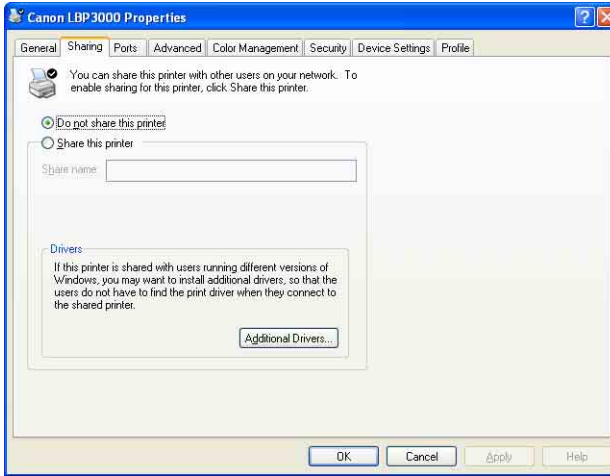 Canon LBP3000 Properties
General Sharing Ports Advanced Color Management Security Device Settings Profile
You can share this printer with other users on your network. To
enable sharing for this printer, click Share this printer.
Do not share this printer
Share this printer
Share name:
Drivers
If this printer is shared with users running different versions of
Windows, you may want to install additional drivers, so that the
users do not have to find the print driver when they connect to
the shared printer.
Additional Drivers...
OK Cancel Apply Help